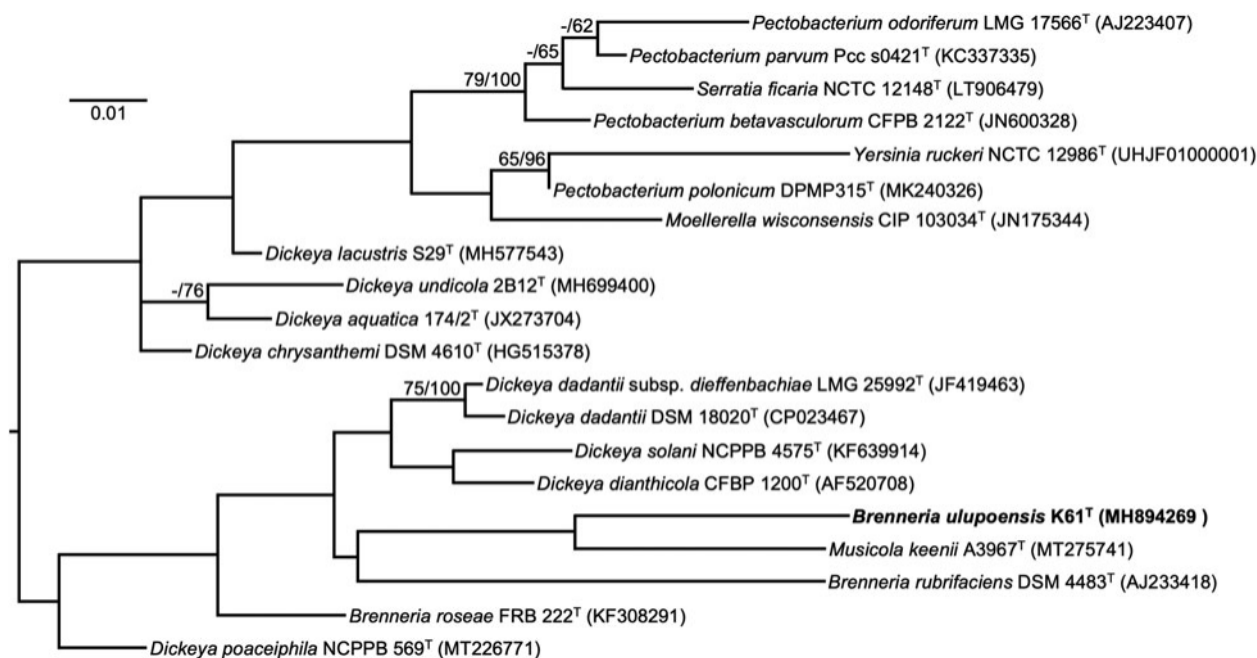 -/62
Pectobacterium odoriferum LMG 17566ᵀ (AJ223407)
-/65
Pectobacterium parvum Pcc s0421ᵀ (KC337335)
79/100
Serratia ficaria NCTC 12148ᵀ (LT906479)
0.01
Pectobacterium betavasculorum CFPB 2122ᵀ (JN600328)
65/96
Yersinia ruckeri NCTC 12986ᵀ (UHJF01000001)
Pectobacterium polonicum DPMP315ᵀ (MK240326)
Moellerella wisconsensis CIP 103034ᵀ (JN175344)
Dickeya lacustris S29ᵀ (MH577543)
-/76
Dickeya undicola 2B12ᵀ (MH699400)
Dickeya aquatica 174/2ᵀ (JX273704)
Dickeya chrysanthemi DSM 4610ᵀ (HG515378)
75/100
Dickeya dadantii subsp. dieffenbachiae LMG 25992ᵀ (JF419463)
Dickeya dadantii DSM 18020ᵀ (CP023467)
Dickeya solani NCPPB 4575ᵀ (KF639914)
Dickeya dianthicola CFBP 1200ᵀ (AF520708)
Brenneria ulupoensis K61ᵀ (MH894269 )
Musicola keenii A3967ᵀ (MT275741)
Brenneria rubrifaciens DSM 4483ᵀ (AJ233418)
Brenneria roseae FRB 222ᵀ (KF308291)
Dickeya poaceiphila NCPPB 569ᵀ (MT226771)